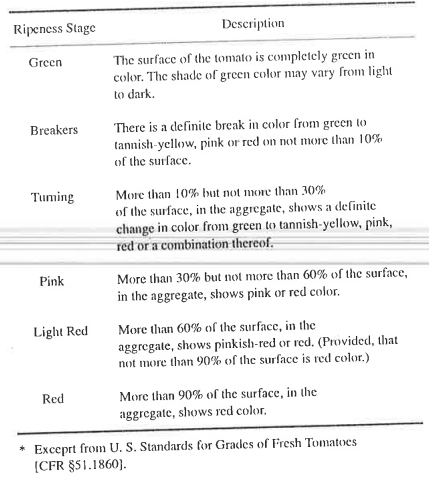 Ripeness Stage Description
Green The surface of the tomato is completely green in
color. The shade of green color may vary from light
to dark.
Breakers There is a definite break in color from green to
tannish-yellow, pink or red on not more than 10%
of the surface.
Turning More than 10% but not more than 30%
of the surface, in the aggregate, shows a definite
change in color from green to tannish-yellow, pink,
red or a combination thereof.
Pink More than 30% but not more than 60% of the surface,
in the aggregate, shows pink or red color.
Light Red More than 60% of the surface, in the
aggregate, shows pinkish-red or red. (Provided, that
not more than 90% of the surface is red color.)
Red More than 90% of the surface, in the
aggregate, shows red color.
* Exceprt from U. S. Standards for Grades of Fresh Tomatoes
[CFR §51.1860].